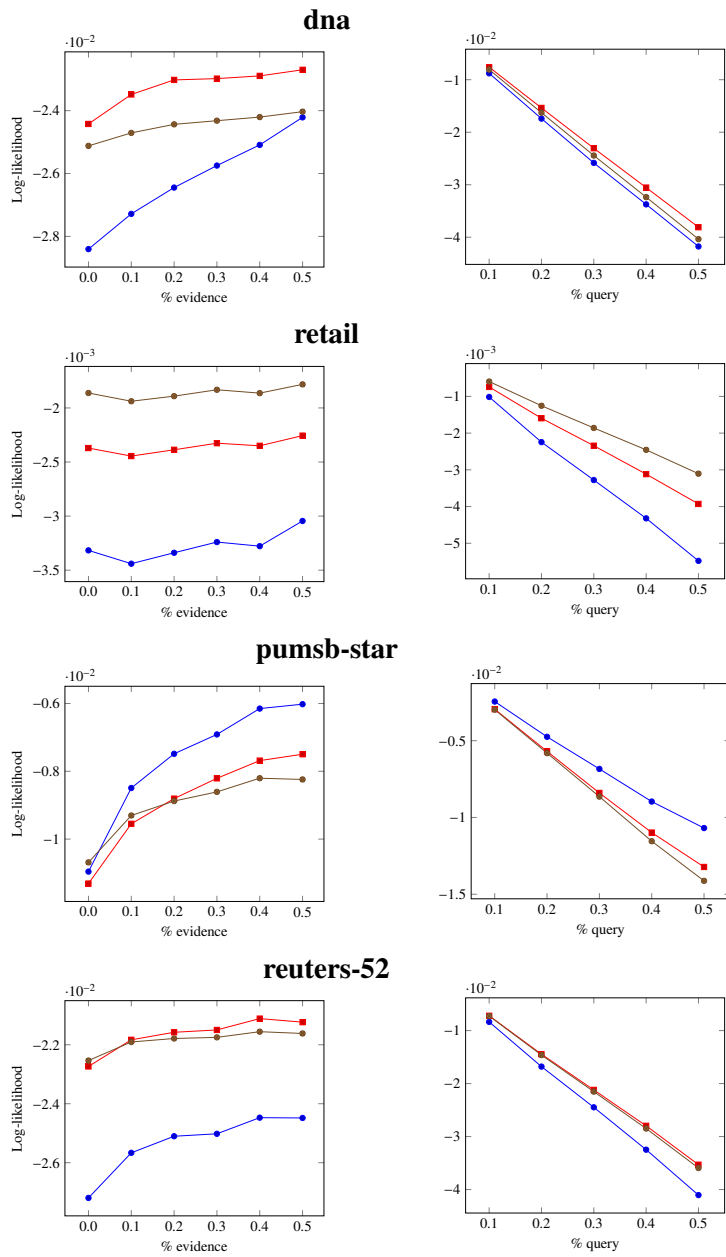 dna
·10⁻²
−2.4
−2.6
−2.8
0.0 0.1 0.2 0.3 0.4 0.5
% evidence
Log-likelihood
·10⁻²
−1
−2
−3
−4
0.1 0.2 0.3 0.4 0.5
% query
retail
·10⁻³
−2
−2.5
−3
−3.5
0.0 0.1 0.2 0.3 0.4 0.5
% evidence
Log-likelihood
·10⁻³
−1
−2
−3
−4
−5
0.1 0.2 0.3 0.4 0.5
% query
pumsb-star
·10⁻²
−0.6
−0.8
−1
0.0 0.1 0.2 0.3 0.4 0.5
% evidence
Log-likelihood
·10⁻²
−0.5
−1
−1.5
0.1 0.2 0.3 0.4 0.5
% query
reuters-52
·10⁻²
−2.2
−2.4
−2.6
0.0 0.1 0.2 0.3 0.4 0.5
% evidence
Log-likelihood
·10⁻²
−1
−2
−3
−4
0.1 0.2 0.3 0.4 0.5
% query